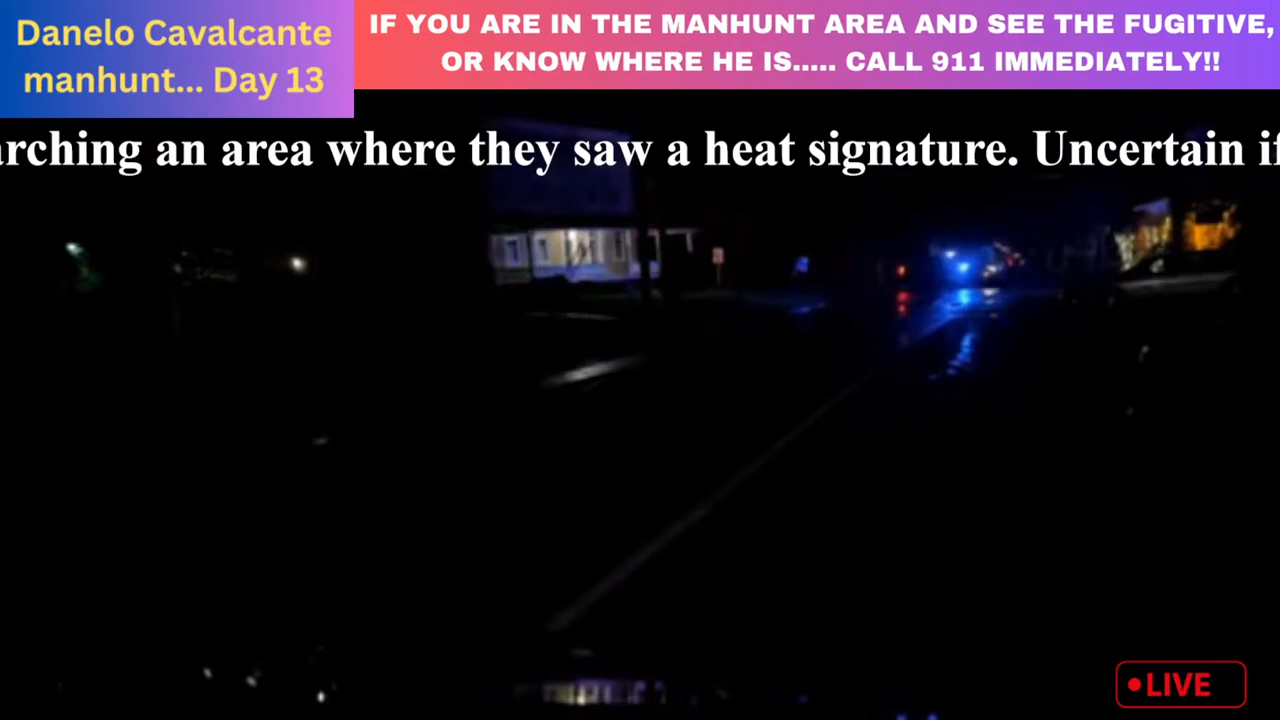 Danelo Cavalcante
manhunt... Day 13
IF YOU ARE IN THE MANHUNT AREA AND SEE THE FUGITIVE,
OR KNOW WHERE HE IS..... CALL 911 IMMEDIATELY!!
arching an area where they saw a heat signature. Uncertain if
LIVE